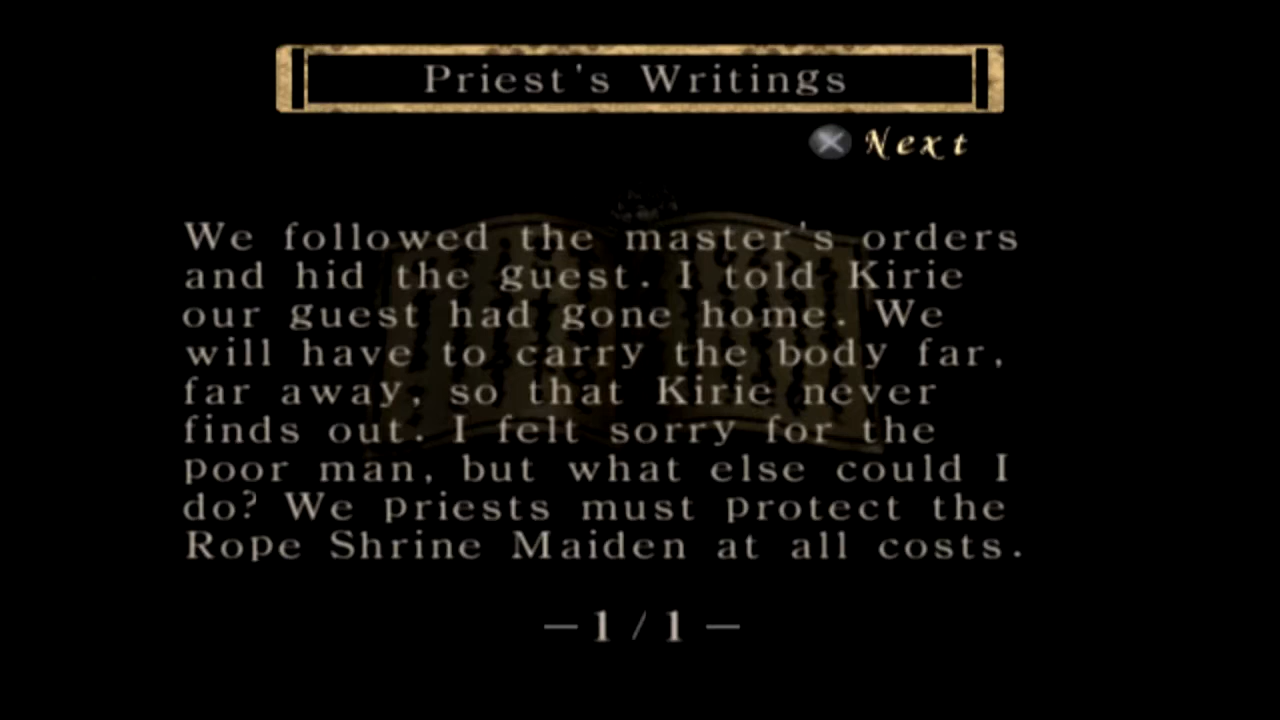 Priest's Writings
Next
We followed the master's orders
and hid the guest. I told Kirie
our guest had gone home. We
will have to carry the body far,
far away, so that Kirie never
finds out. I felt sorry for the
poor man, but what else could I
do? We priests must protect the
Rope Shrine Maiden at all costs.
— 1 / 1 —